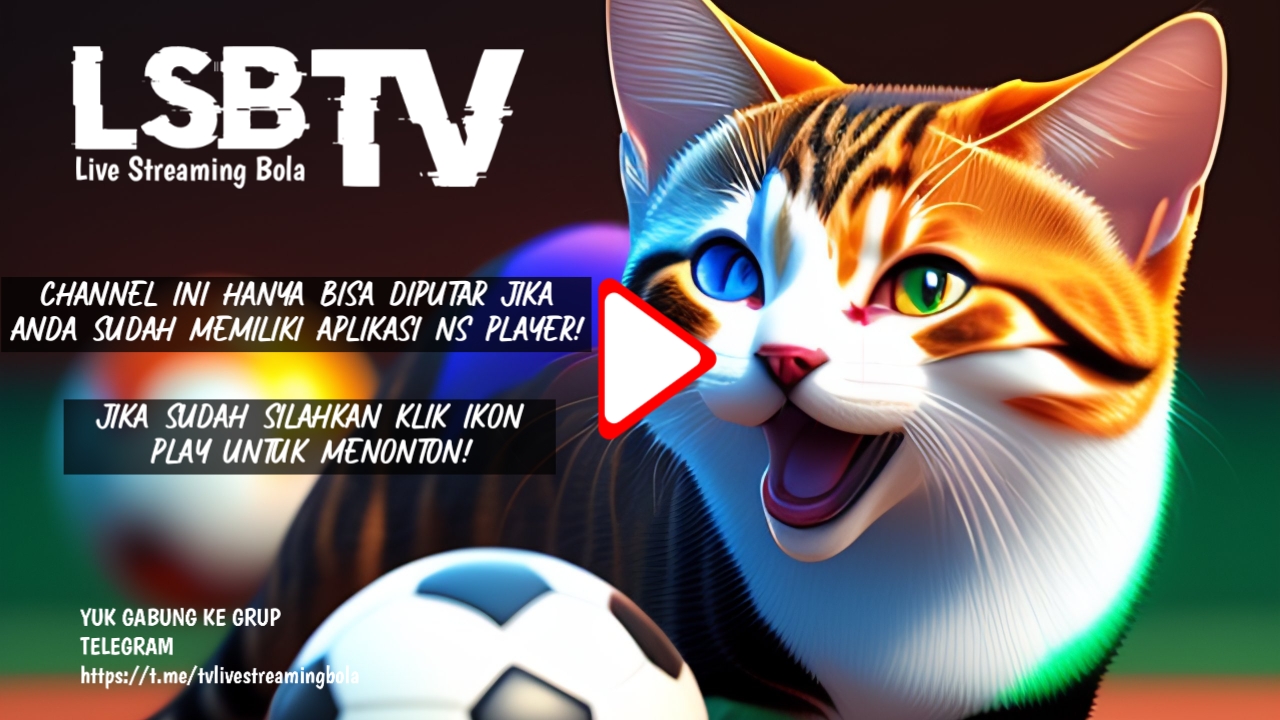 LSBTV
Live Streaming Bola
CHANNEL INI HANYA BISA DIPUTAR JIKA
ANDA SUDAH MEMILIKI APLIKASI NS PLAYER!
JIKA SUDAH SILAHKAN KLIK IKON
PLAY UNTUK MENONTON!
YUK GABUNG KE GRUP
TELEGRAM
https://t.me/tvlivestreamingbola